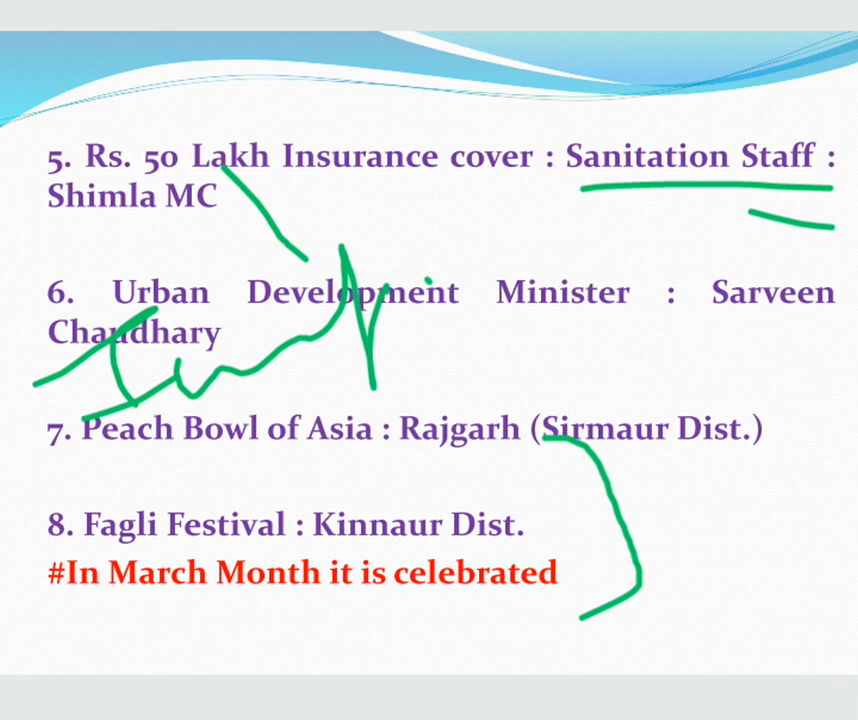 5. Rs. 50 Lakh Insurance cover : Sanitation Staff :
Shimla MC
6. Urban Development Minister : Sarveen
Chaudhary
7. Peach Bowl of Asia : Rajgarh (Sirmaur Dist.)
8. Fagli Festival : Kinnaur Dist.
#In March Month it is celebrated